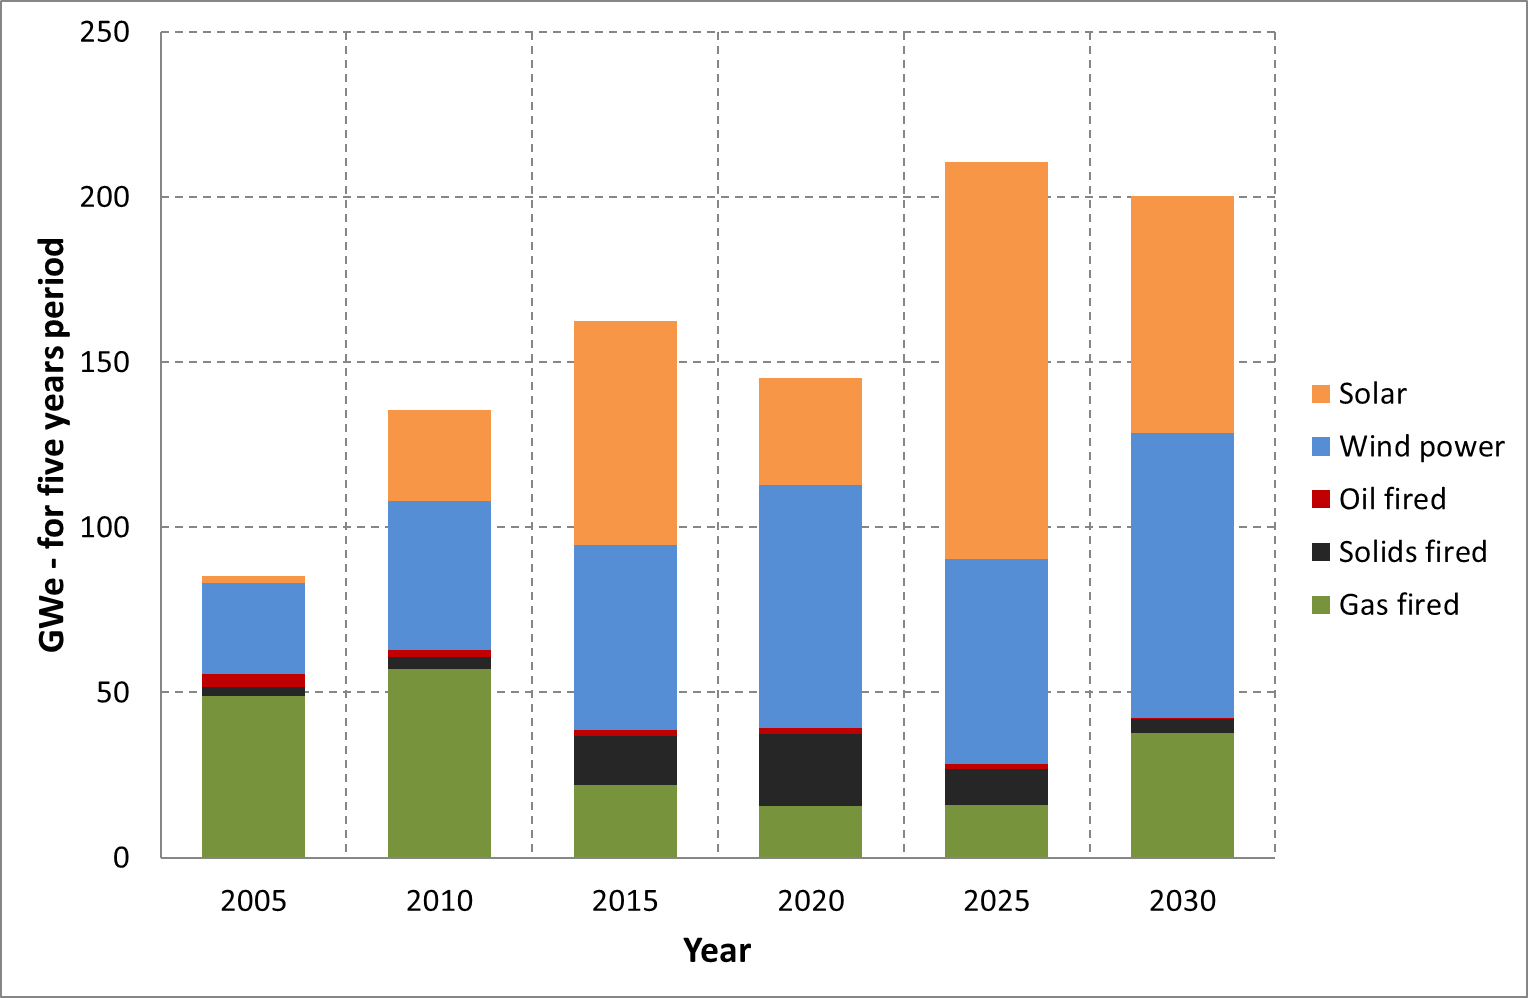 250
200
150
100
50
0
GWe - for five years period
2005 2010 2015 2020 2025 2030
Year
Solar
Wind power
Oil fired
Solids fired
Gas fired